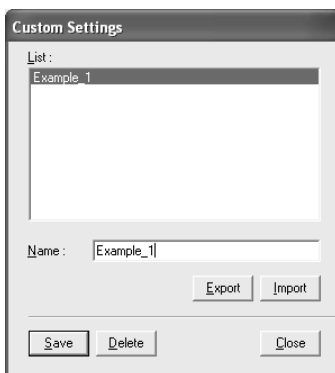 Custom Settings
List :
Example_1
Name : Example_1
Export Import
Save Delete Close